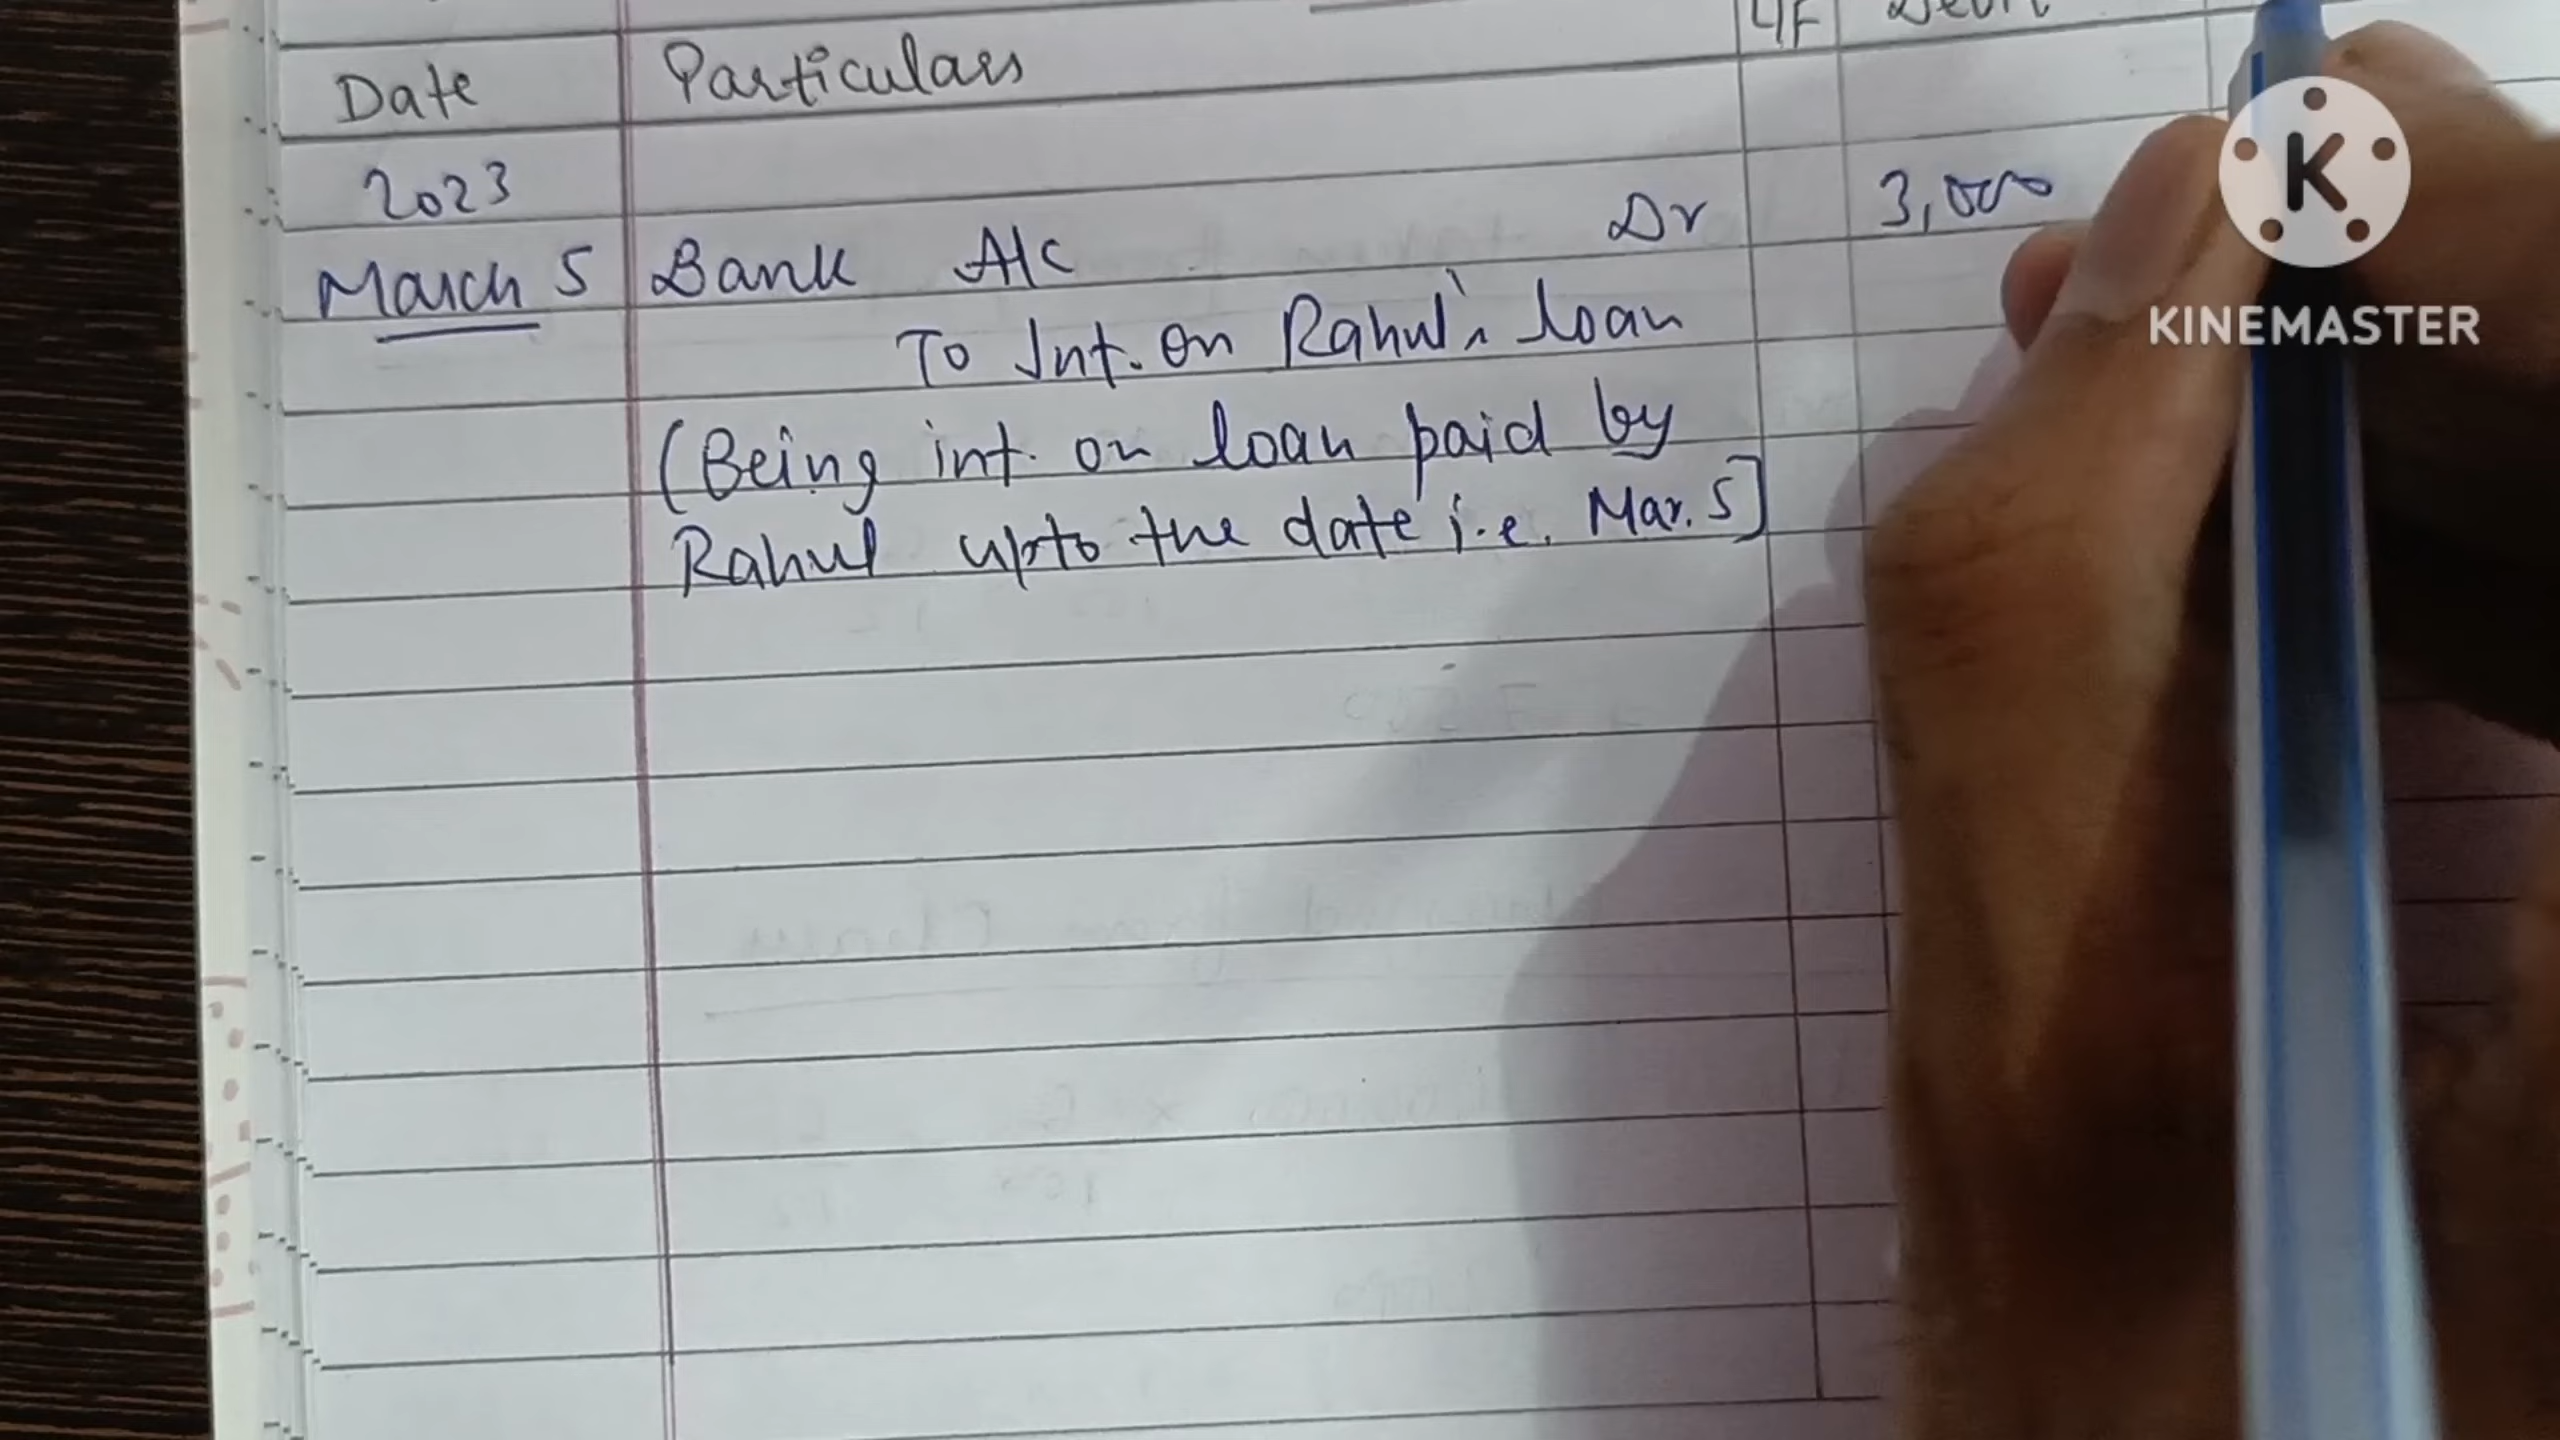 L/F Debit
Date Particulars
2023
March 5 Bank A/c Dr 3,000
To Int. On Rahul's loan
(Being int. on loan paid by
Rahul upto the date i.e. Mar. 5]
K
KINEMASTER